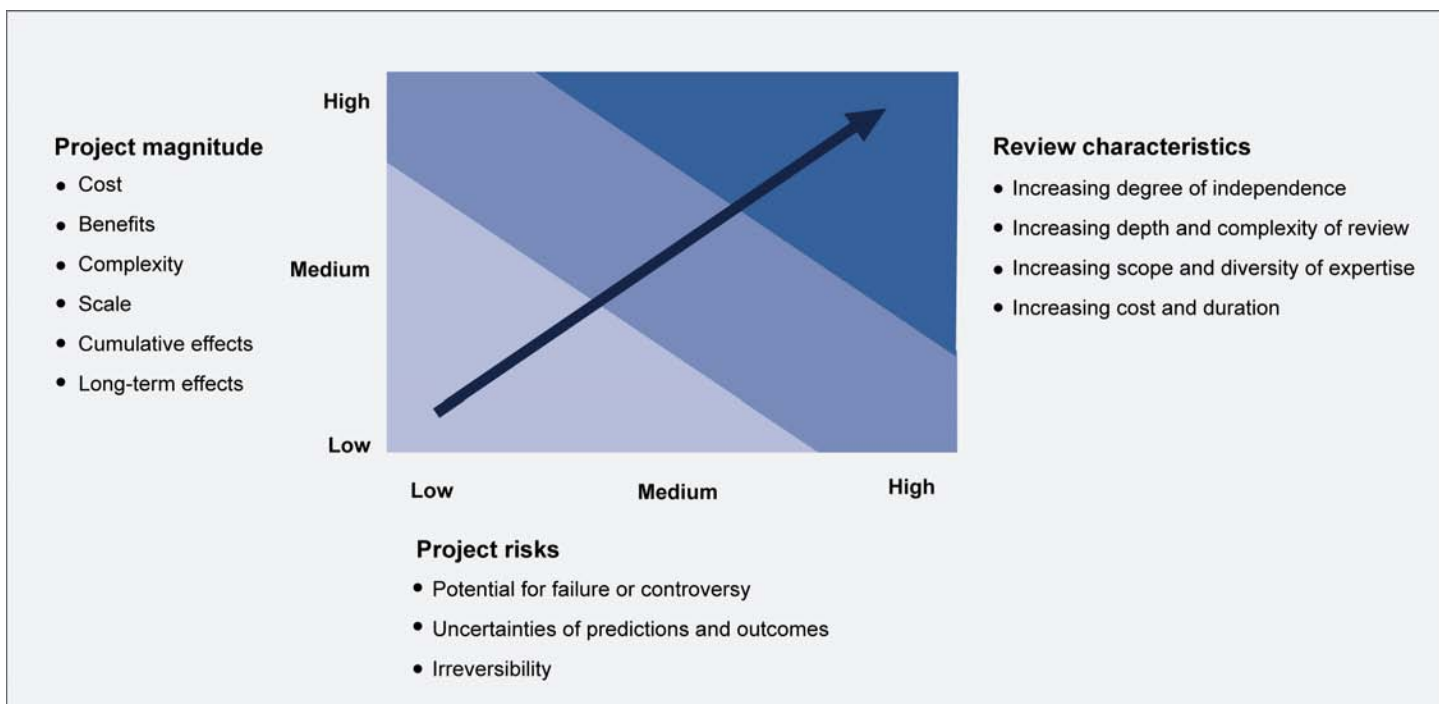 Project magnitude
• Cost
• Benefits
• Complexity
• Scale
• Cumulative effects
• Long-term effects
High
Medium
Low
Low
Medium
High
Project risks
• Potential for failure or controversy
• Uncertainties of predictions and outcomes
• Irreversibility
Review characteristics
• Increasing degree of independence
• Increasing depth and complexity of review
• Increasing scope and diversity of expertise
• Increasing cost and duration